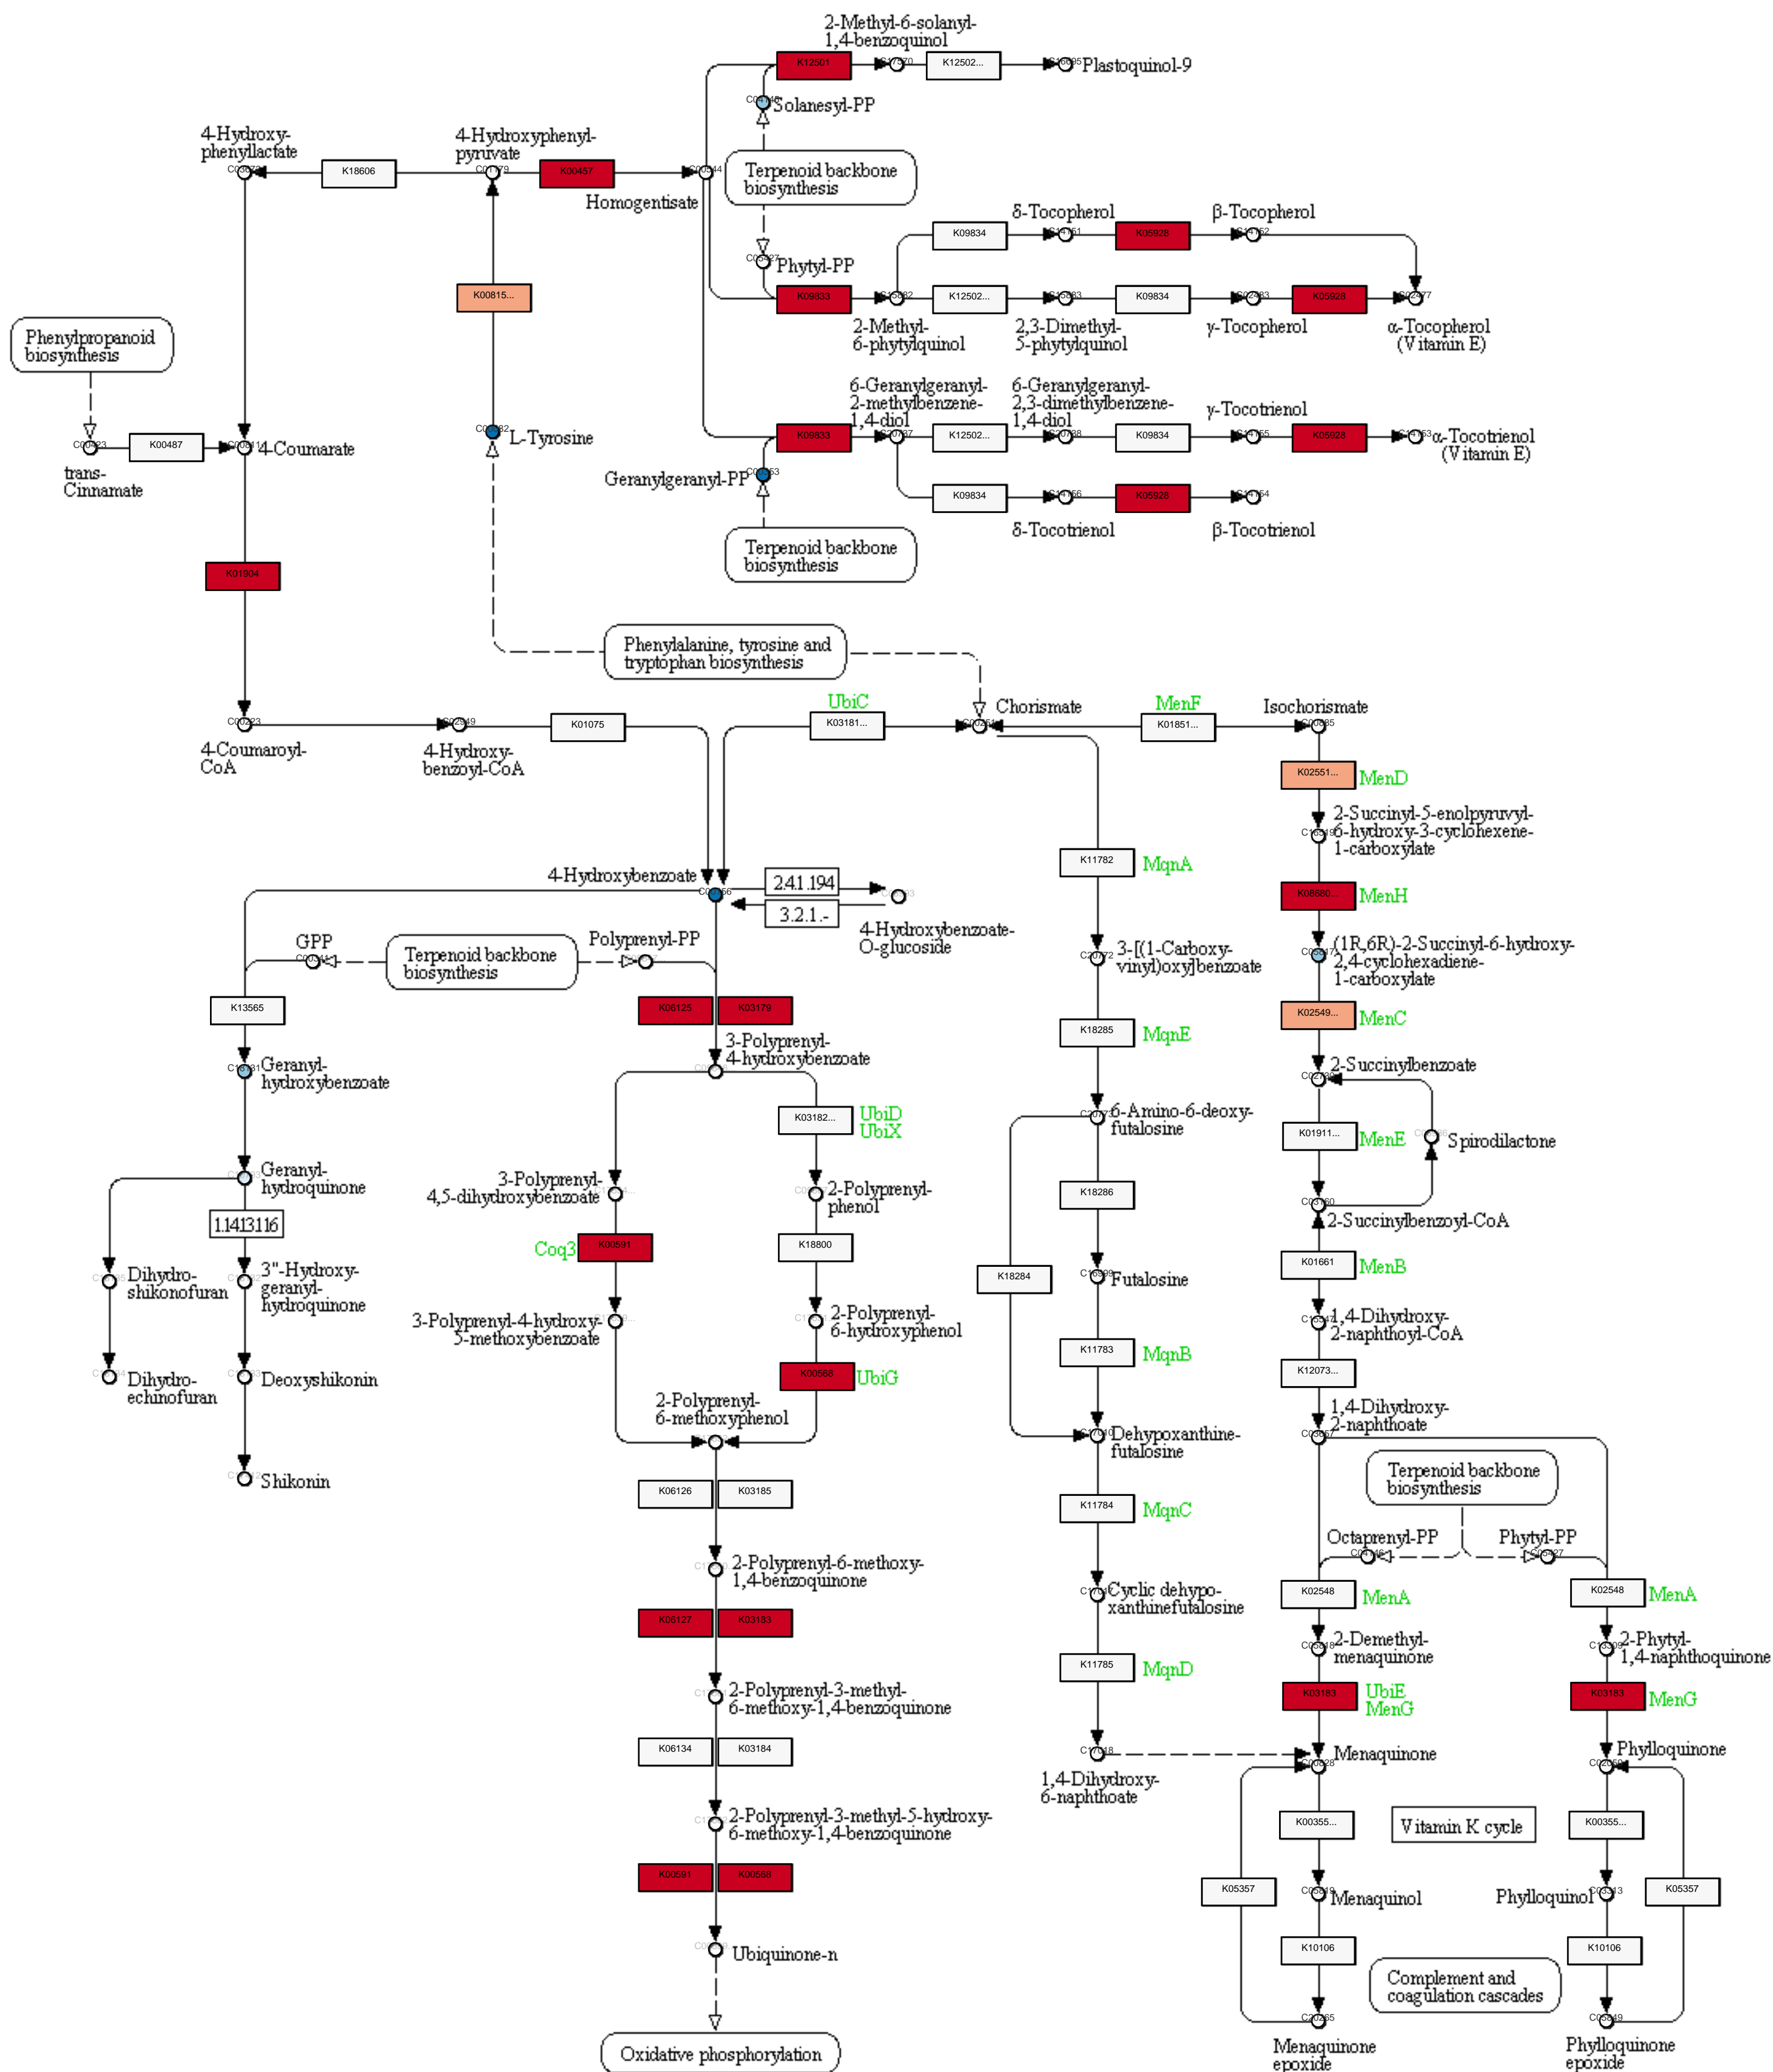 2-Methyl-6-solanyl-
1,4-benzoquinol
K12501
K12502...
Plastoquinol-9
Solanesyl-PP
4-Hydroxy-
phenyllactate
K18606
4-Hydroxyphenyl-
pyruvate
K00457
Homogentisate
Terpenoid backbone
biosynthesis
Phytyl-PP
K09834
δ-Tocopherol
K05928
β-Tocopherol
K00815...
K09833
2-Methyl-
6-phytylquinol
K12502...
2,3-Dimethyl-
5-phytylquinol
K09834
γ-Tocopherol
K05928
α-Tocopherol
(Vitamin E)
Phenylpropanoid
biosynthesis
K00487
trans-
Cinnamate
4-Coumarate
L-Tyrosine
6-Geranylgeranyl-
2-methylbenzene-
1,4-diol
6-Geranylgeranyl-
2,3-dimethylbenzene-
1,4-diol
K09833
K12502...
K09834
γ-Tocotrienol
K05928
α-Tocotrienol
(Vitamin E)
Geranylgeranyl-PP
K09834
δ-Tocotrienol
K05928
β-Tocotrienol
Terpenoid backbone
biosynthesis
K01904
Phenylalanine, tyrosine and
tryptophan biosynthesis
4-Coumaroyl-
CoA
4-Hydroxy-
benzoyl-CoA
K01075
UbiC
K03181...
Chorismate
MenF
K01851...
Isochorismate
K02551...
MenD
2-Succinyl-5-enolpyruvyl-
6-hydroxy-3-cyclohexene-
1-carboxylate
K11782
MqnA
K08680...
MenH
4-Hydroxybenzoate
2.4.1.194
3.2.1.-
4-Hydroxybenzoate-
O-glucoside
GPP
Terpenoid backbone
biosynthesis
Polyprenyl-PP
3-[(1-Carboxy-
vinyl)oxy]benzoate
(1R,6R)-2-Succinyl-6-hydroxy-
2,4-cyclohexadiene-
1-carboxylate
K13565
K06125
K03179
K18285
MqnE
K02549...
MenC
3-Polyprenyl-
4-hydroxybenzoate
Geranyl-
hydroxybenzoate
2-Succinylbenzoate
K03182...
UbiD
UbiX
6-Amino-6-deoxy-
futalosine
K01911...
MenE
Spirodilactone
Geranyl-
hydroquinone
3-Polyprenyl-
4,5-dihydroxybenzoate
2-Polyprenyl-
phenol
K18286
2-Succinylbenzoyl-CoA
1.14.13.116
Coq3
K00591
K18800
K01661
MenB
Dihydro-
shikonofuran
3"-Hydroxy-
geranyl-
hydroquinone
K18284
Futalosine
3-Polyprenyl-4-hydroxy-
5-methoxybenzoate
2-Polyprenyl-
6-hydroxyphenol
1,4-Dihydroxy-
2-naphthoyl-CoA
K11783
MqnB
K12073...
Dihydro-
echinofuran
Deoxyshikonin
K00568
UbiG
2-Polyprenyl-
6-methoxyphenol
1,4-Dihydroxy-
2-naphthoate
Dehypoxanthine-
futalosine
Shikonin
K06126
K03185
K11784
MqnC
Terpenoid backbone
biosynthesis
Octaprenyl-PP
Phytyl-PP
2-Polyprenyl-6-methoxy-
1,4-benzoquinone
Cyclic dehypo-
xanthinefutalosine
K02548
MenA
K02548
MenA
K06127
K03183
2-Demethyl-
menaquinone
2-Phytyl-
1,4-naphthoquinone
K11785
MqnD
K03183
UbiE
MenG
K03183
MenG
2-Polyprenyl-3-methyl-
6-methoxy-1,4-benzoquinone
K06134
K03184
C17018
1,4-Dihydroxy-
6-naphthoate
Menaquinone
Phylloquinone
2-Polyprenyl-3-methyl-5-hydroxy-
6-methoxy-1,4-benzoquinone
K00355...
Vitamin K cycle
K00355...
K00591
K00568
K05357
Menaquinol
Phylloquinol
K05357
Ubiquinone-n
K10106
K10106
Complement and
coagulation cascades
Oxidative phosphorylation
Menaquinone
epoxide
Phylloquinone
epoxide